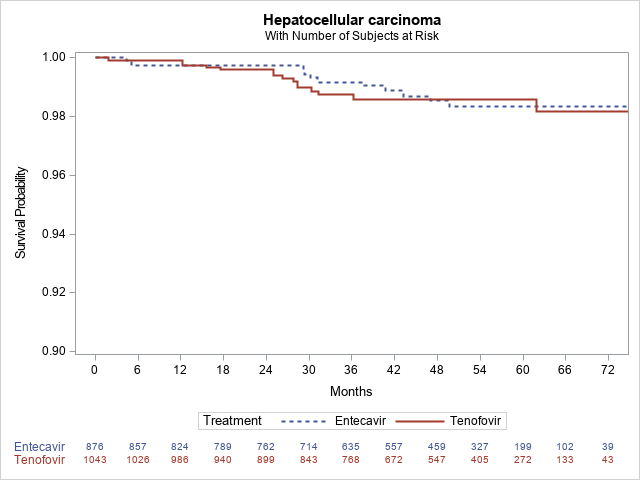 Hepatocellular carcinoma
With Number of Subjects at Risk
1.00
0.98
0.96
0.94
0.92
0.90
Survival Probability
0 6 12 18 24 30 36 42 48 54 60 66 72
Months
Treatment Entecavir Tenofovir
Entecavir 876 857 824 789 762 714 635 557 459 327 199 102 39
Tenofovir 1043 1026 986 940 899 843 768 672 547 405 272 133 43